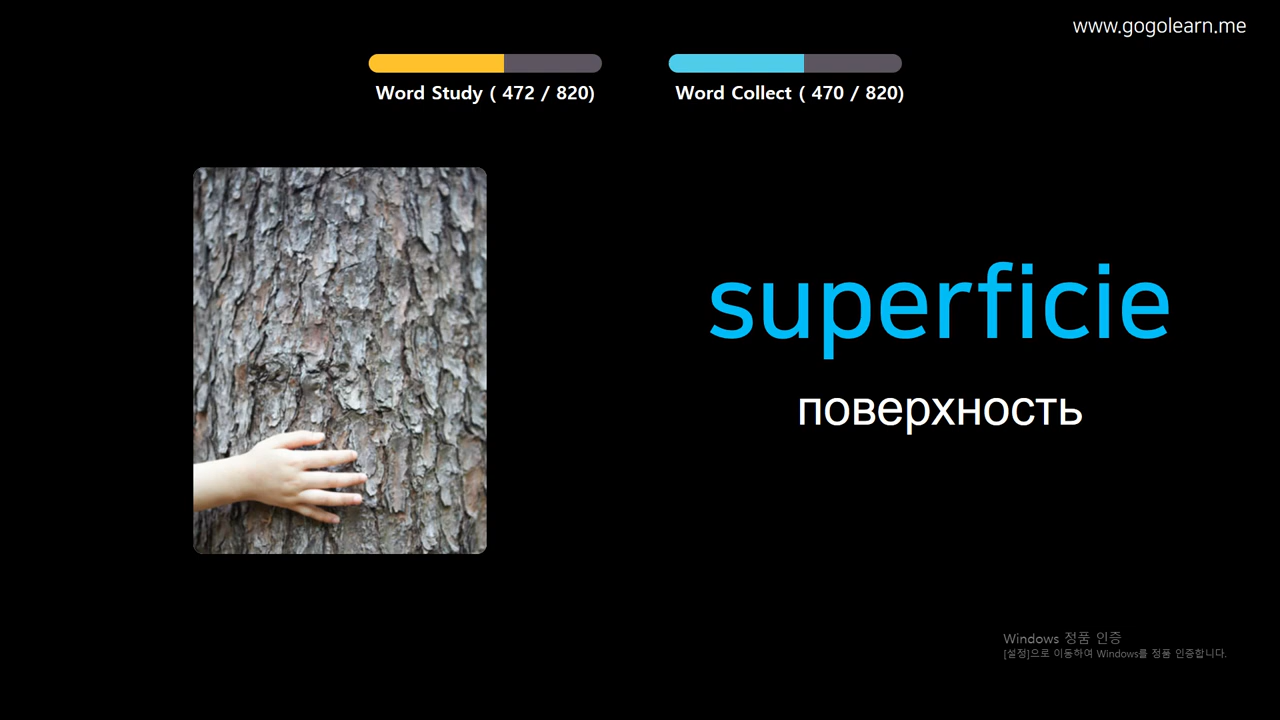 www.gogolearn.me
Word Study ( 472 / 820)
Word Collect ( 470 / 820)
superficie
поверхность
Windows 정품 인증
[설정]으로 이동하여 Windows를 정품 인증합니다.